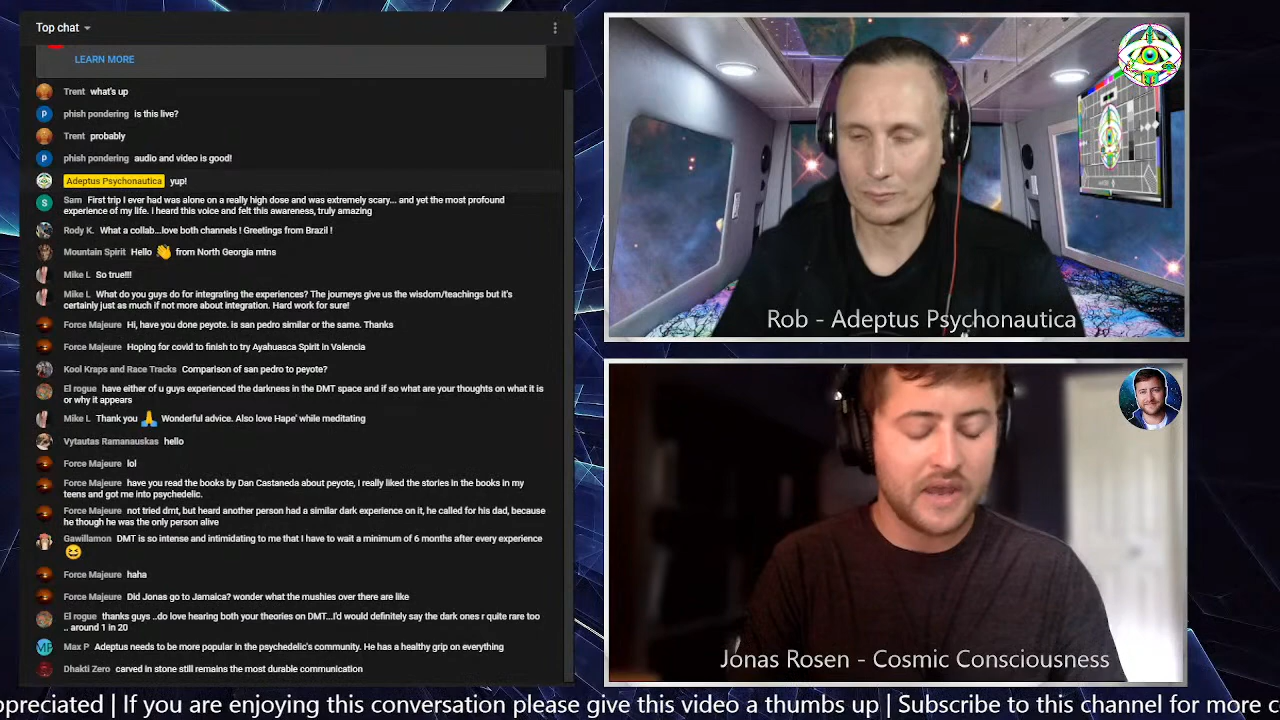 Top chat
LEARN MORE
Trent what's up
phish pondering is this live?
Trent probably
P phish pondering audio and video is good!
Adeptus Psychonautica yup!
S Sam First trip I ever had was alone on a really high dose and was extremely scary... and yet the most profound
experience of my life. i heard this voice and felt this awareness, truly amazing
Rody K. What a collab...love both channels ! Greetings from Brazil !
Mountain Spirit Hello 👋 from North Georgia mtns
Mike L So true!!!
Mike L What do you guys do for integrating the experiences? The journeys give us the wisdom/teachings but it's
certainly just as much if not more about integration. Hard work for sure!
Force Majeure Hi, have you done peyote. is san pedro similar or the same. Thanks
Force Majeure Hoping for covid to finish to try Ayahuasca Spirit in Valencia
Kool Kraps and Race Tracks Comparison of san pedro to peyote?
El rogue have either of u guys experienced the darkness in the DMT space and if so what are your thoughts on what it is
or why it appears
Mike L Thank you 🙏 Wonderful advice. Also love Hape' while meditating
Vytautas Ramanauskas hello
Force Majeure lol
Force Majeure have you read the books by Dan Castaneda about peyote, I really liked the stories in the books in my
teens and got me into psychedelic.
Force Majeure not tried dmt, but heard another person had a similar dark experience on it, he called for his dad, because
he though he was the only person alive
Gawillamon DMT is so intense and intimidating to me that I have to wait a minimum of 6 months after every experience
😆
Force Majeure haha
Force Majeure Did Jonas go to Jamaica? wonder what the mushies over there are like
El rogue thanks guys ..do love hearing both your theories on DMT...I'd would definitely say the dark ones r quite rare too
.. around 1 in 20
MP Max P Adeptus needs to be more popular in the psychedelic's community. He has a healthy grip on everything
Dhakti Zero carved in stone still remains the most durable communication
Rob - Adeptus Psychonautica
Jonas Rosen - Cosmic Consciousness
preciated | If you are enjoying this conversation please give this video a thumbs up | Subscribe to this channel for more c